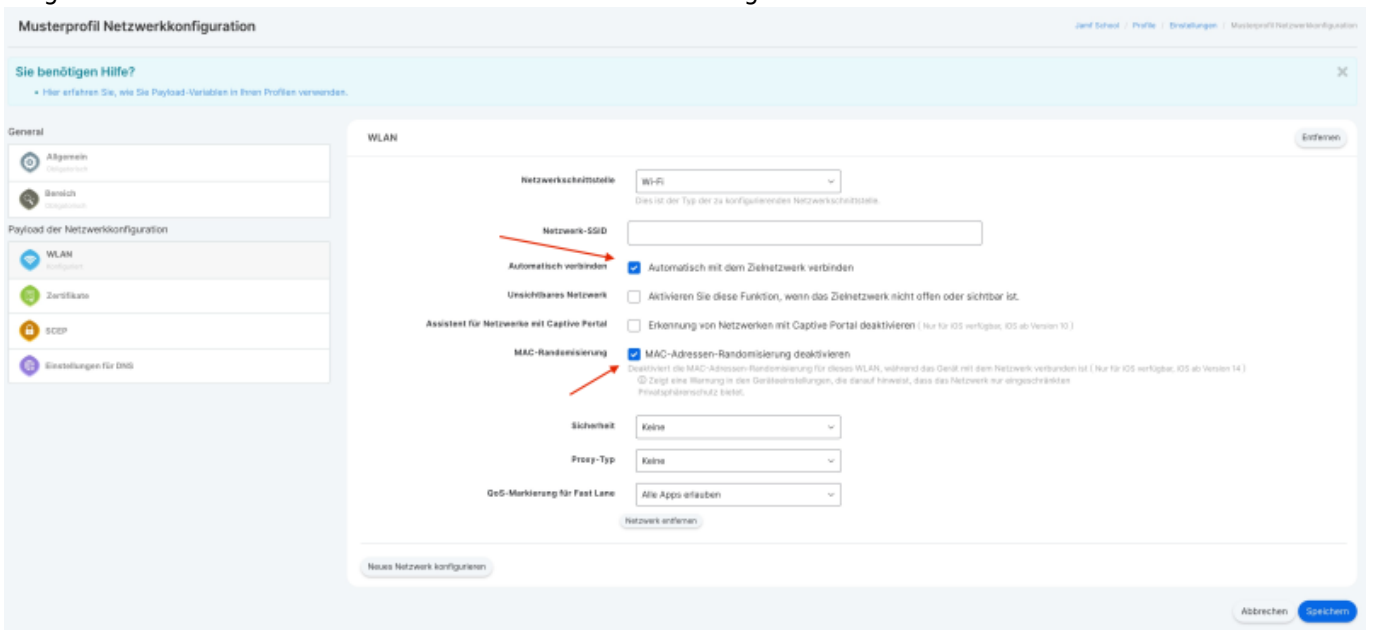 Musterprofil Netzwerkkonfiguration
Jamf School / Profile / Einstellungen / Musterprofil Netzwerkkonfiguration
Sie benötigen Hilfe?
• Hier erfahren Sie, wie Sie Payload-Variablen in Ihren Profilen verwenden.
General
Allgemein
Obligatorisch
Bereich
Obligatorisch
Payload der Netzwerkkonfiguration
WLAN
Konfiguriert
Zertifikate
SCEP
Einstellungen für DNS
WLAN
Entfernen
Netzwerkschnittstelle
Wi-Fi
Dies ist der Typ der zu konfigurierenden Netzwerkschnittstelle.
Netzwerk-SSID
Automatisch verbinden
Automatisch mit dem Zielnetzwerk verbinden
Unsichtbares Netzwerk
Aktivieren Sie diese Funktion, wenn das Zielnetzwerk nicht offen oder sichtbar ist.
Assistent für Netzwerke mit Captive Portal
Erkennung von Netzwerken mit Captive Portal deaktivieren ( Nur für iOS verfügbar, iOS ab Version 10 )
MAC-Randomisierung
MAC-Adressen-Randomisierung deaktivieren
Deaktiviert die MAC-Adressen-Randomisierung für dieses WLAN, während das Gerät mit dem Netzwerk verbunden ist ( Nur für iOS verfügbar, iOS ab Version 14 )
Zeigt eine Warnung in den Geräteeinstellungen, die darauf hinweist, dass das Netzwerk nur eingeschränkten
Privatsphärenschutz bietet.
Sicherheit
Keine
Proxy-Typ
Keine
QoS-Markierung für Fast Lane
Alle Apps erlauben
Netzwerk entfernen
Neues Netzwerk konfigurieren
Abbrechen
Speichern